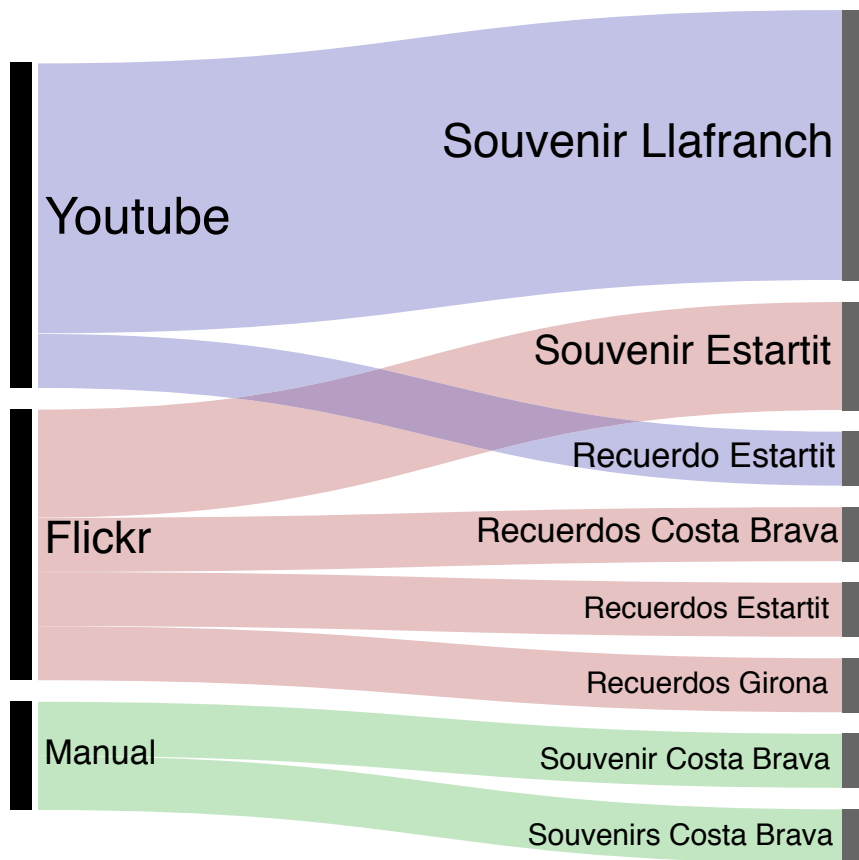 Youtube
Flickr
Manual
Souvenir Llafranch
Souvenir Estartit
Recuerdo Estartit
Recuerdos Costa Brava
Recuerdos Estartit
Recuerdos Girona
Souvenir Costa Brava
Souvenirs Costa Brava